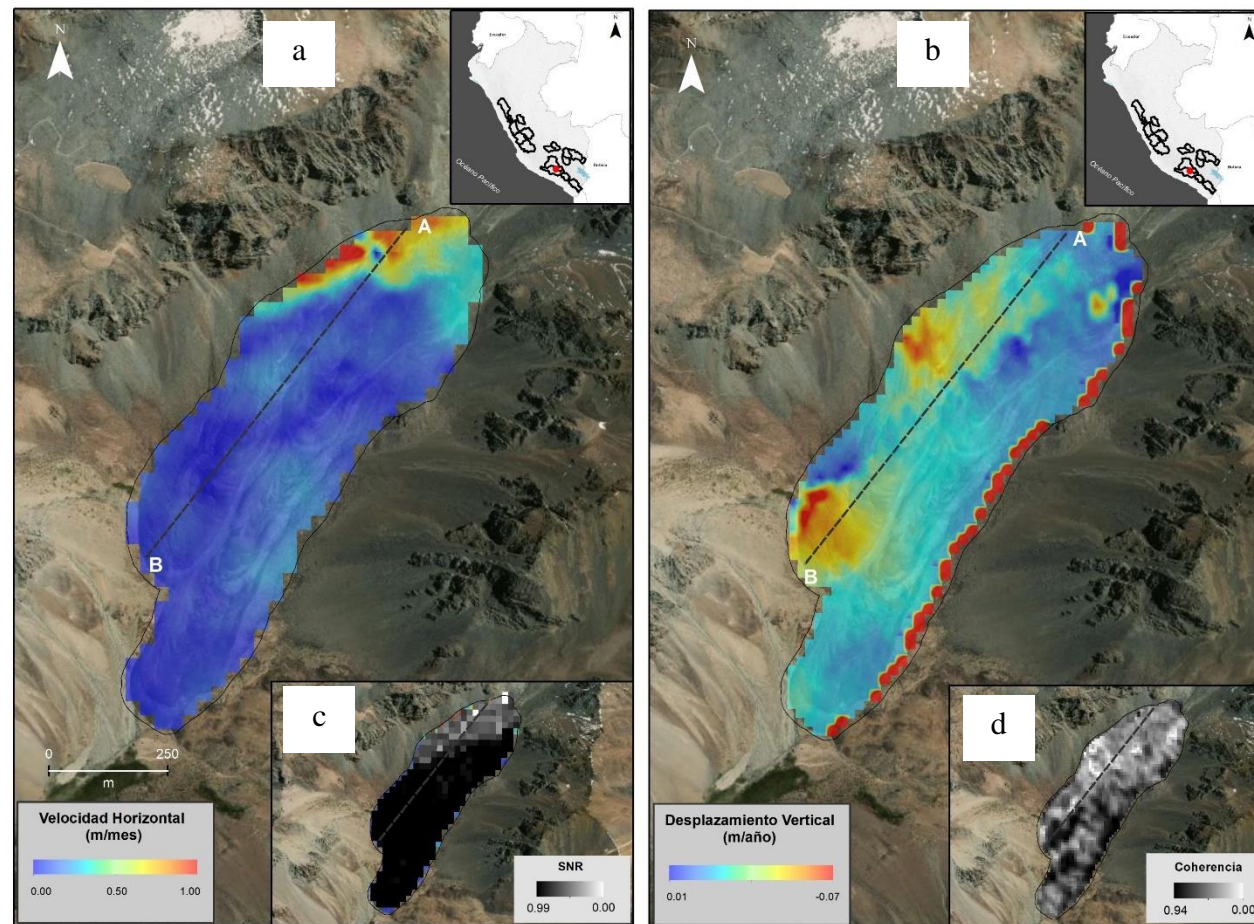 N
a
Ecuador
Bolivia
Océano Pacífico
A
B
0
250
m
Velocidad Horizontal
(m/mes)
0.00
0.50
1.00
c
SNR
0.99
0.00
N
b
Ecuador
Bolivia
Océano Pacífico
A
B
Desplazamiento Vertical
(m/año)
0.01
-0.07
d
Coherencia
0.94
0.00